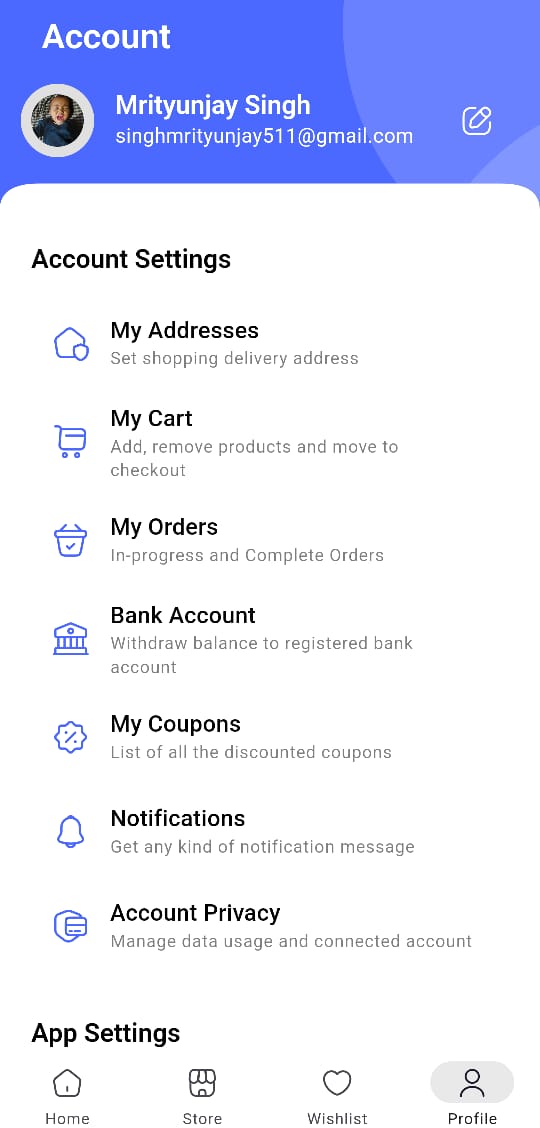 Account
Mrityunjay Singh
singhmrityunjay511@gmail.com
Account Settings
My Addresses
Set shopping delivery address
My Cart
Add, remove products and move to
checkout
My Orders
In-progress and Complete Orders
Bank Account
Withdraw balance to registered bank
account
My Coupons
List of all the discounted coupons
Notifications
Get any kind of notification message
Account Privacy
Manage data usage and connected account
App Settings
Home
Store
Wishlist
Profile